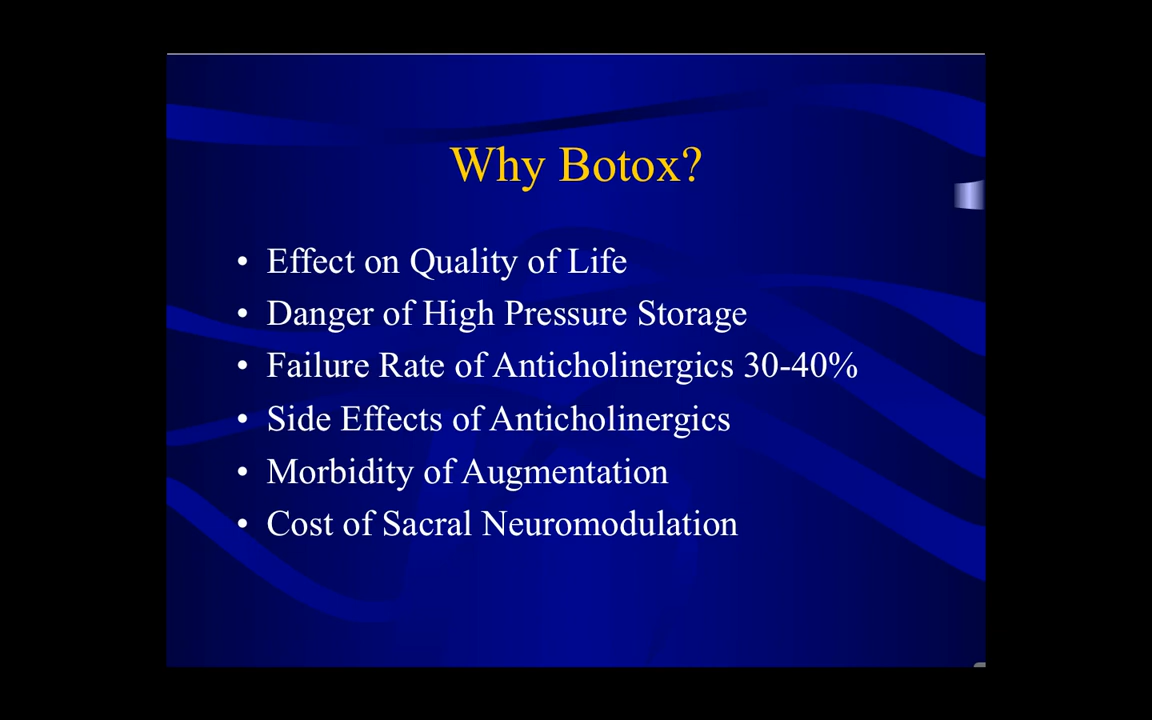 Why Botox?
• Effect on Quality of Life
• Danger of High Pressure Storage
• Failure Rate of Anticholinergics 30-40%
• Side Effects of Anticholinergics
• Morbidity of Augmentation
• Cost of Sacral Neuromodulation